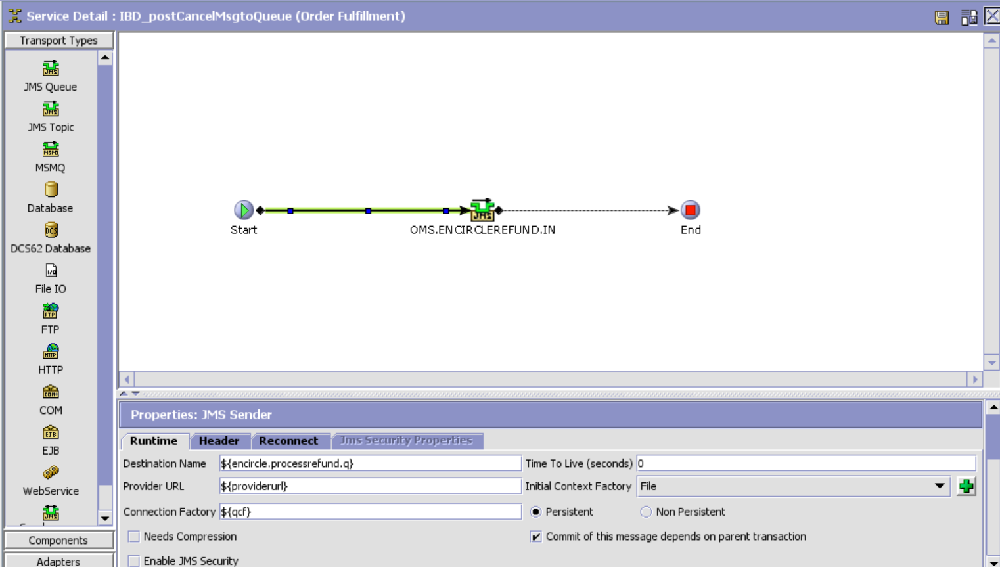 Service Detail : IBD_postCancelMsgtoQueue (Order Fulfillment)
Transport Types
JMS Queue
JMS Topic
MSMQ
Database
DCS62 Database
File IO
FTP
HTTP
COM
EJB
WebService
Components
Adapters
Start
OMS.ENCIRCLEREFUND.IN
End
Properties: JMS Sender
Runtime Header Reconnect Jms Security Properties
Destination Name ${encircle.processrefund.q} Time To Live (seconds) 0
Provider URL ${providerurl} Initial Context Factory File
Connection Factory ${qcf} Persistent Non Persistent
Needs Compression Commit of this message depends on parent transaction
Enable JMS Security